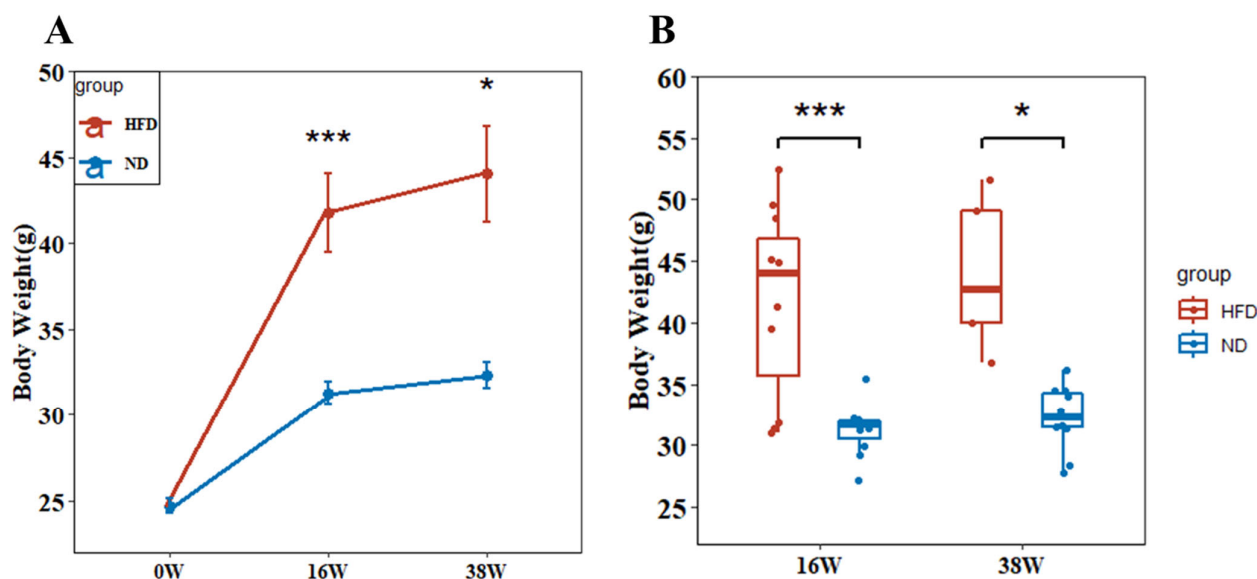 A
B
Body Weight(g)
50
45
40
35
30
25
group
a HFD
a ND
***
*
0W
16W
38W
Body Weight(g)
60
55
50
45
40
35
30
25
***
*
16W
38W
group
HFD
ND